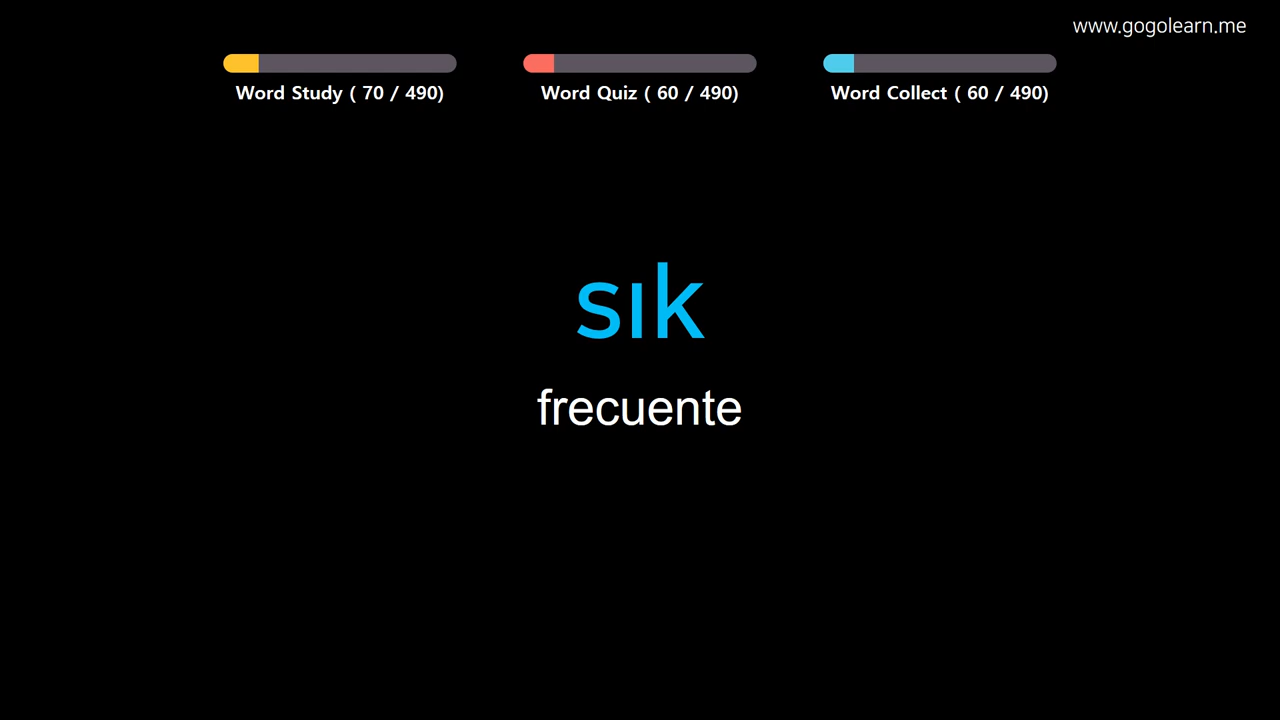 www.gogolearn.me
Word Study ( 70 / 490)
Word Quiz ( 60 / 490)
Word Collect ( 60 / 490)
sık
frecuente